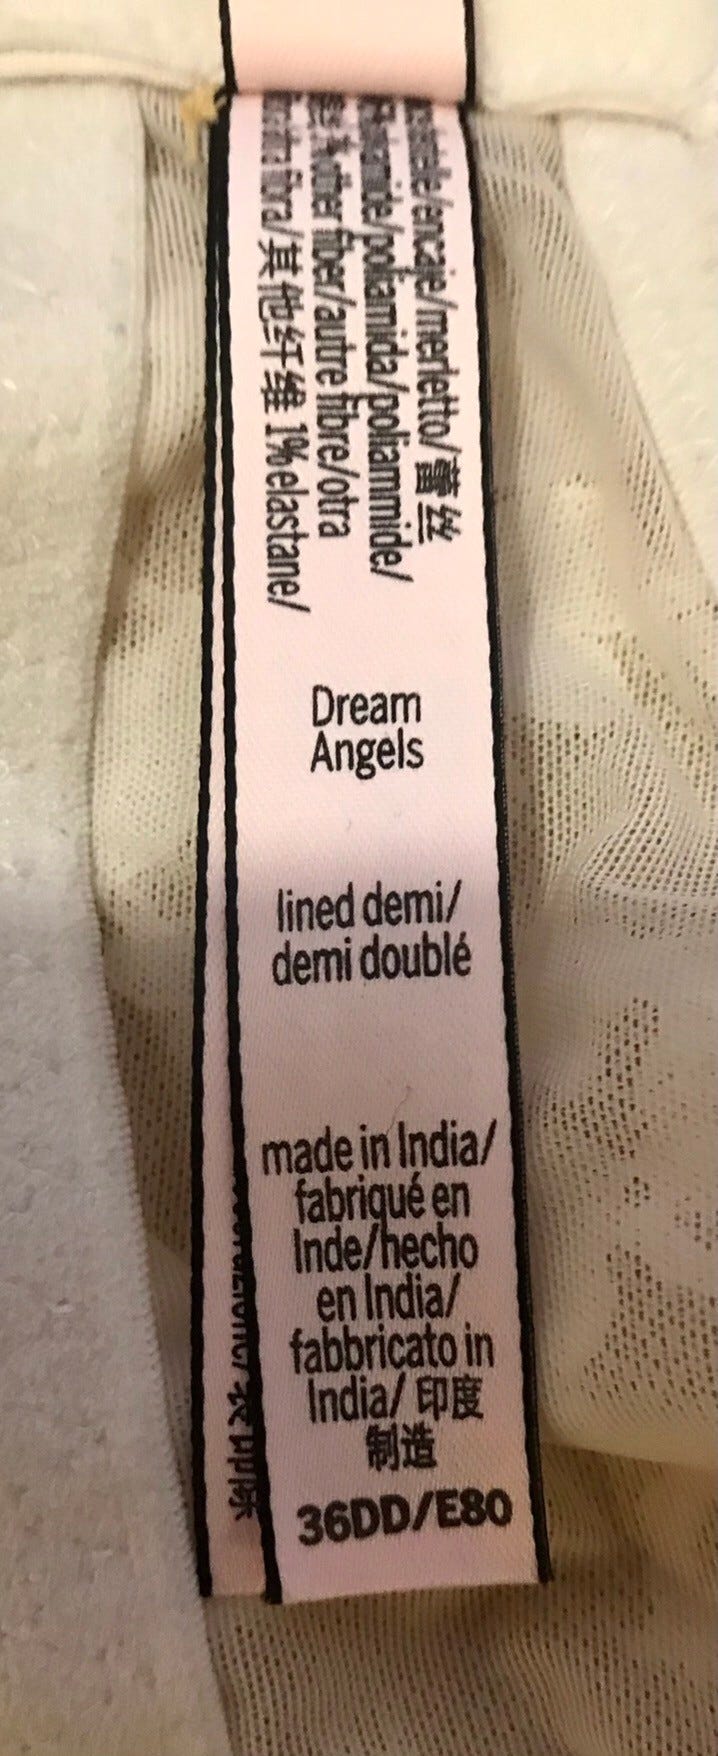 /encaje/merletto/蕾丝
/poliamida/poliammide/
other fiber/autre fibre/otra
fibra/其他纤维 1% elastane/
Dream
Angels
lined demi/
demi doublé
made in India/
fabriqué en
Inde/hecho
en India/
fabbricato in
India/ 印度
制造
36DD/E80